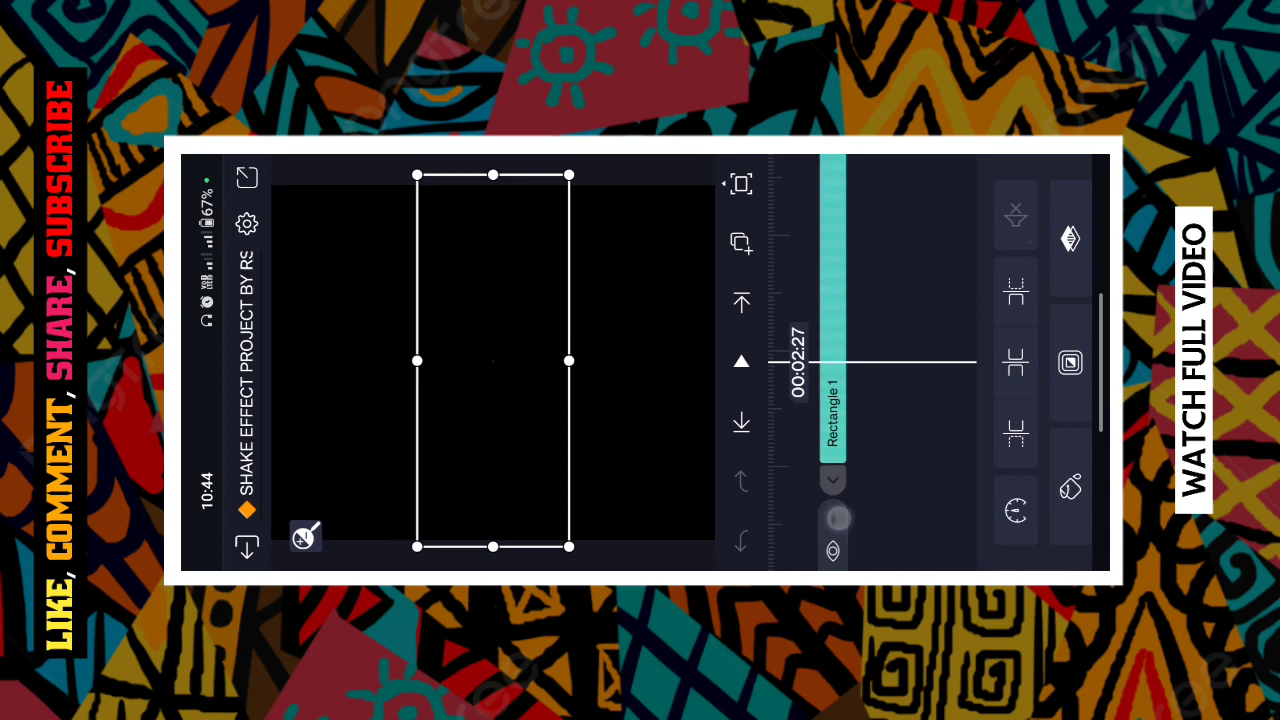 LIKE, COMMENT, SHARE, SUBSCRIBE
10:44
67%
SHAKE EFFECT PROJECT BY RS
00:02:27
Rectangle 1
WATCH FULL VIDEO